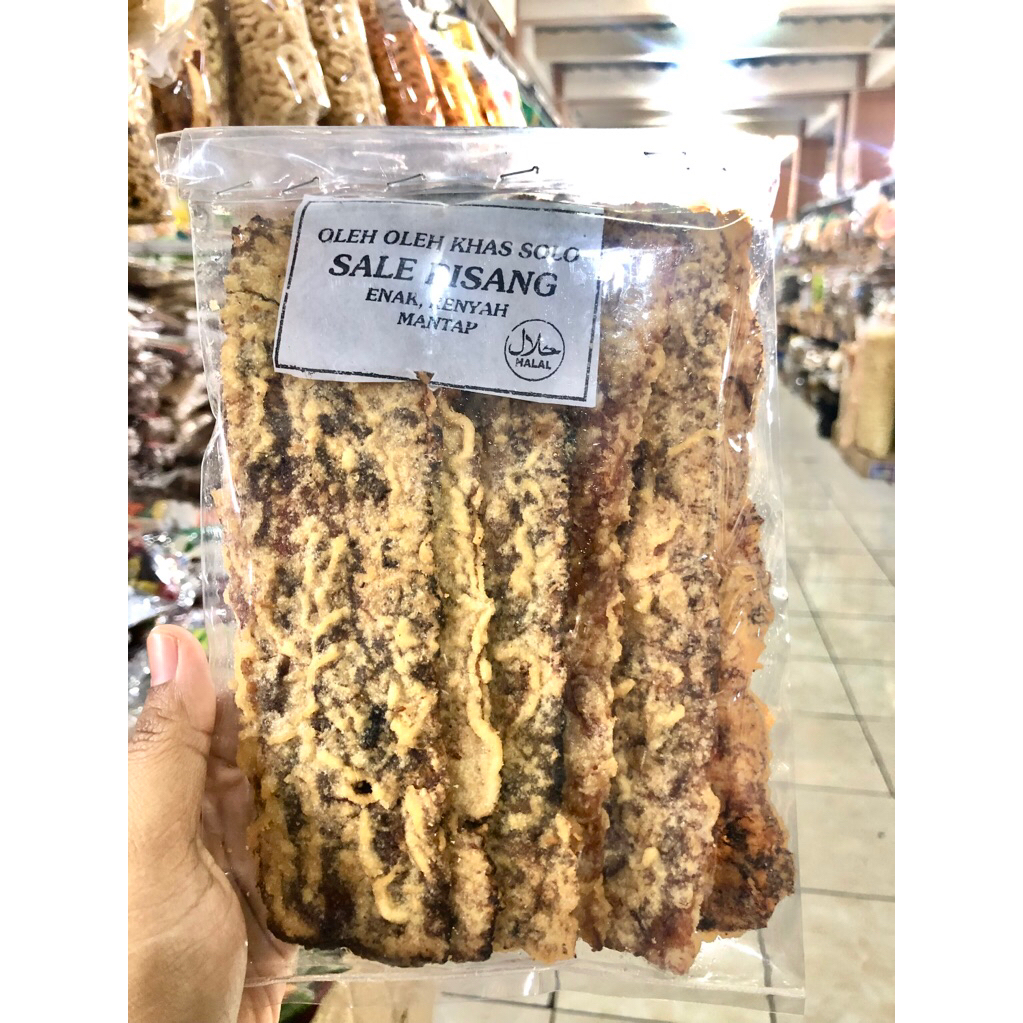 OLEH OLEH KHAS SOLO
SALE PISANG
ENAK, RENYAH
MANTAP
حلال
HALAL